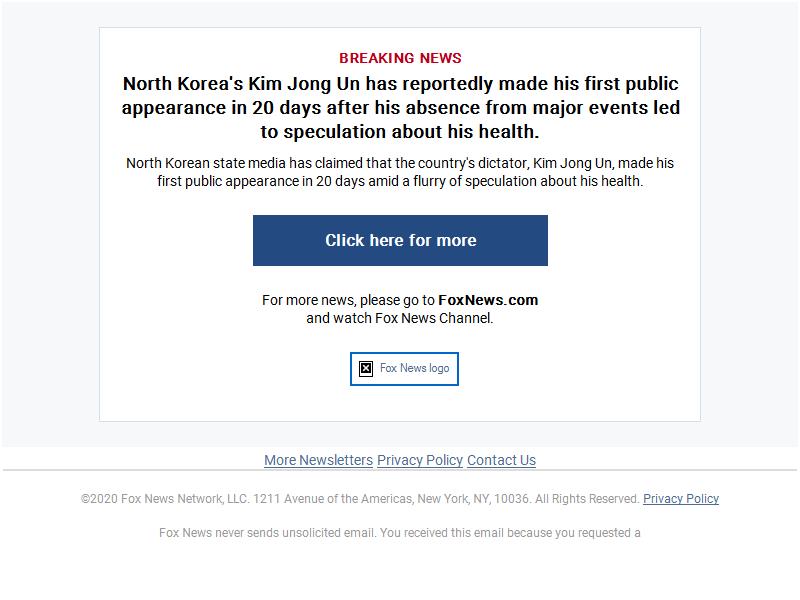 BREAKING NEWS
North Korea's Kim Jong Un has reportedly made his first public
appearance in 20 days after his absence from major events led
to speculation about his health.
North Korean state media has claimed that the country's dictator, Kim Jong Un, made his
first public appearance in 20 days amid a flurry of speculation about his health.
Click here for more
For more news, please go to FoxNews.com
and watch Fox News Channel.
Fox News logo
More Newsletters Privacy Policy Contact Us
©2020 Fox News Network, LLC. 1211 Avenue of the Americas, New York, NY, 10036. All Rights Reserved. Privacy Policy
Fox News never sends unsolicited email. You received this email because you requested a